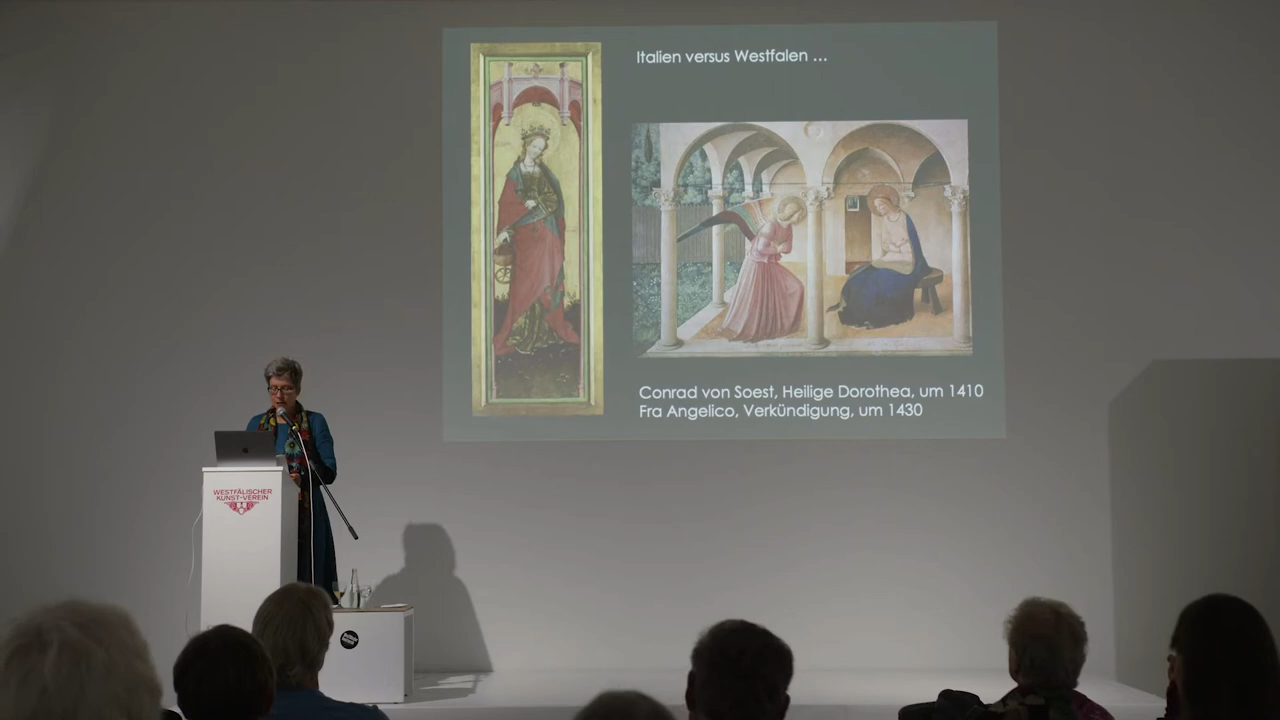 Italien versus Westfalen ...
Conrad von Soest, Heilige Dorothea, um 1410
Fra Angelico, Verkündigung, um 1430
WESTFÄLISCHER
KUNST-VEREIN